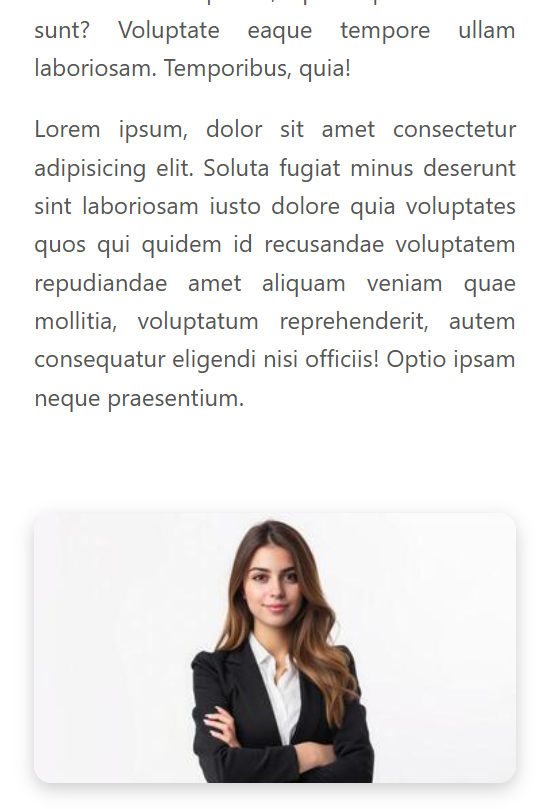 sunt? Voluptate eaque tempore ullam
laboriosam. Temporibus, quia!
Lorem ipsum, dolor sit amet consectetur
adipisicing elit. Soluta fugiat minus deserunt
sint laboriosam iusto dolore quia voluptates
quos qui quidem id recusandae voluptatem
repudiandae amet aliquam veniam quae
mollitia, voluptatum reprehenderit, autem
consequatur eligendi nisi officiis! Optio ipsam
neque praesentium.